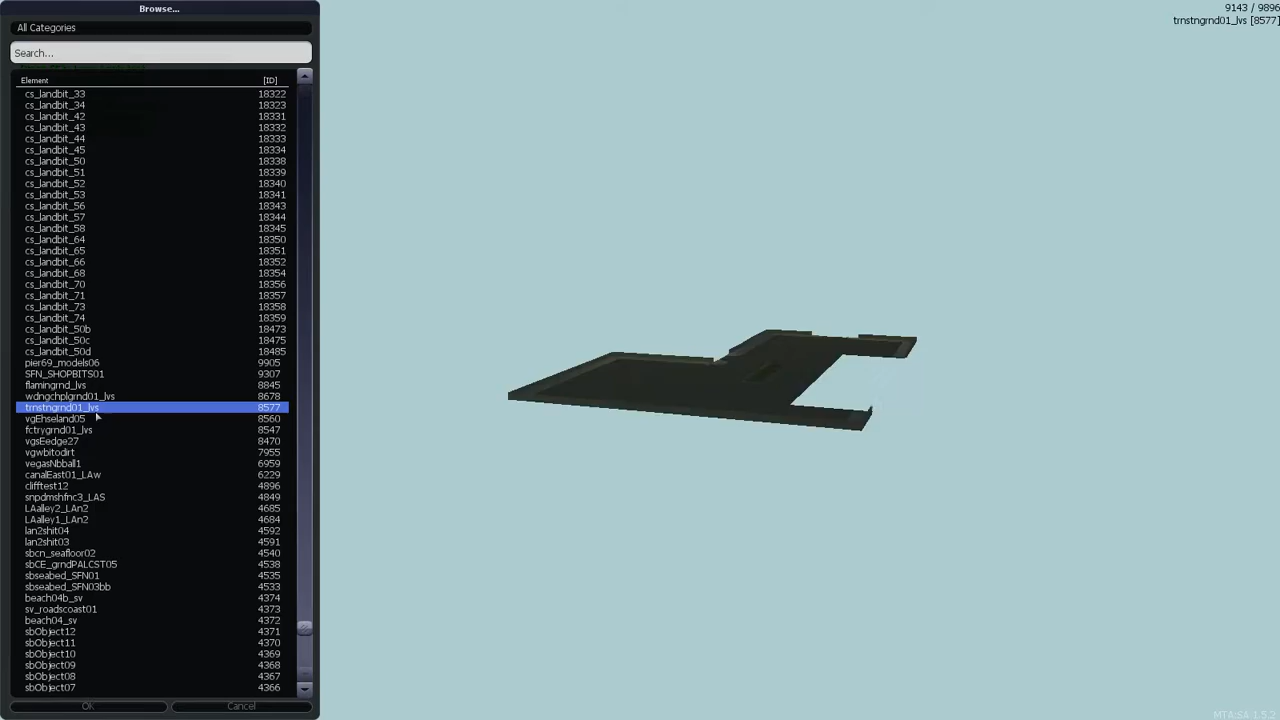 Browse...
9143 / 9896
trnstngrnd01_lvs [8577]
All Categories
Search...
Element [ID]
cs_landbit_33 18322
cs_landbit_34 18323
cs_landbit_42 18331
cs_landbit_43 18332
cs_landbit_44 18333
cs_landbit_45 18334
cs_landbit_50 18338
cs_landbit_51 18339
cs_landbit_52 18340
cs_landbit_53 18341
cs_landbit_56 18343
cs_landbit_57 18344
cs_landbit_58 18345
cs_landbit_64 18350
cs_landbit_65 18351
cs_landbit_66 18352
cs_landbit_68 18354
cs_landbit_70 18356
cs_landbit_71 18357
cs_landbit_73 18358
cs_landbit_74 18359
cs_landbit_50b 18473
cs_landbit_50c 18475
cs_landbit_50d 18485
pier69_models06 9905
SFN_SHOPBITS01 9307
flamingrnd_lvs 8845
wdngchplgrnd01_lvs 8678
trnstngrnd01_lvs 8577
vgEhseland05 8560
fctrygrnd01_lvs 8547
vgsEedge27 8470
vgwbitodirt 7955
vegasNbball1 6959
canalEast01_LAw 6229
clifftest12 4896
snpdmshfnc3_LAS 4849
LAalley2_LAn2 4685
LAalley1_LAn2 4684
lan2shit04 4592
lan2shit03 4591
sbcn_seafloor02 4540
sbCE_grndPALCST05 4538
sbseabed_SFN01 4535
sbseabed_SFN03bb 4533
beach04b_sv 4374
sv_roadscoast01 4373
beach04_sv 4372
sbObject12 4371
sbObject11 4370
sbObject10 4369
sbObject09 4368
sbObject08 4367
sbObject07 4366
Ok Cancel
MTA:SA 1.5.2